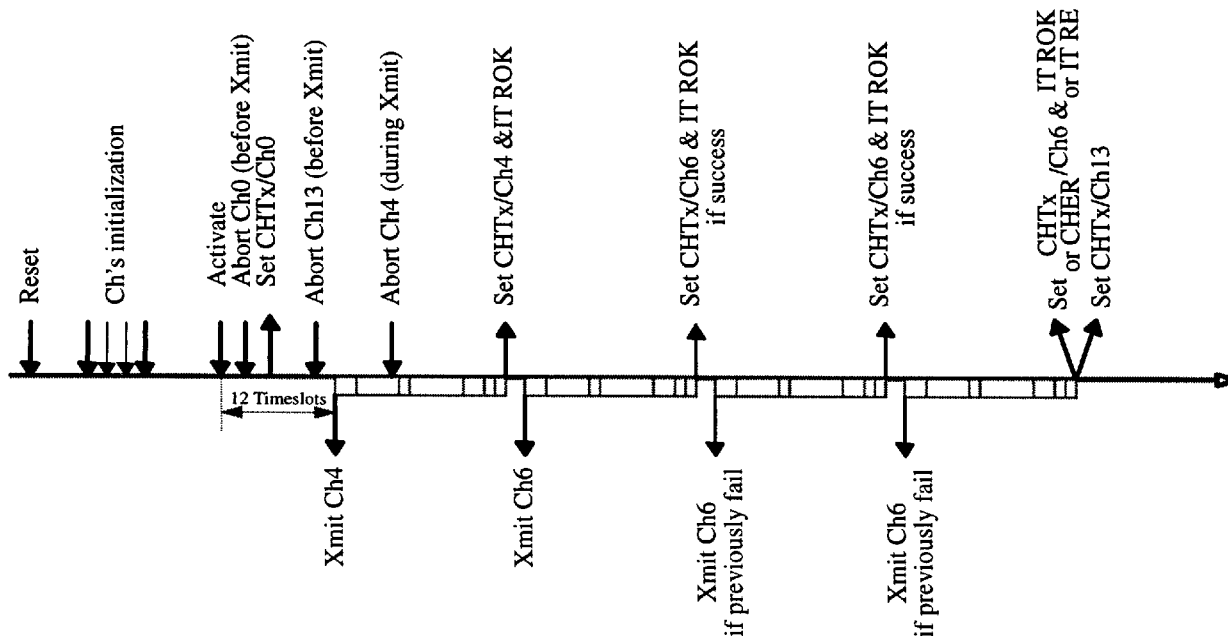 Reset
Ch's initialization
Activate
Abort Ch0 (before Xmit)
Set CHTx/Ch0
Abort Ch13 (before Xmit)
Abort Ch4 (during Xmit)
Set CHTx/Ch4 &IT ROK
Set CHTx/Ch6 & IT ROK
if success
Set CHTx/Ch6 & IT ROK
if success
Set CHTx or CHER /Ch6 & IT ROK or IT RE
Set CHTx/Ch13
12 Timeslots
Xmit Ch4
Xmit Ch6
Xmit Ch6
if previously fail
Xmit Ch6
if previously fail